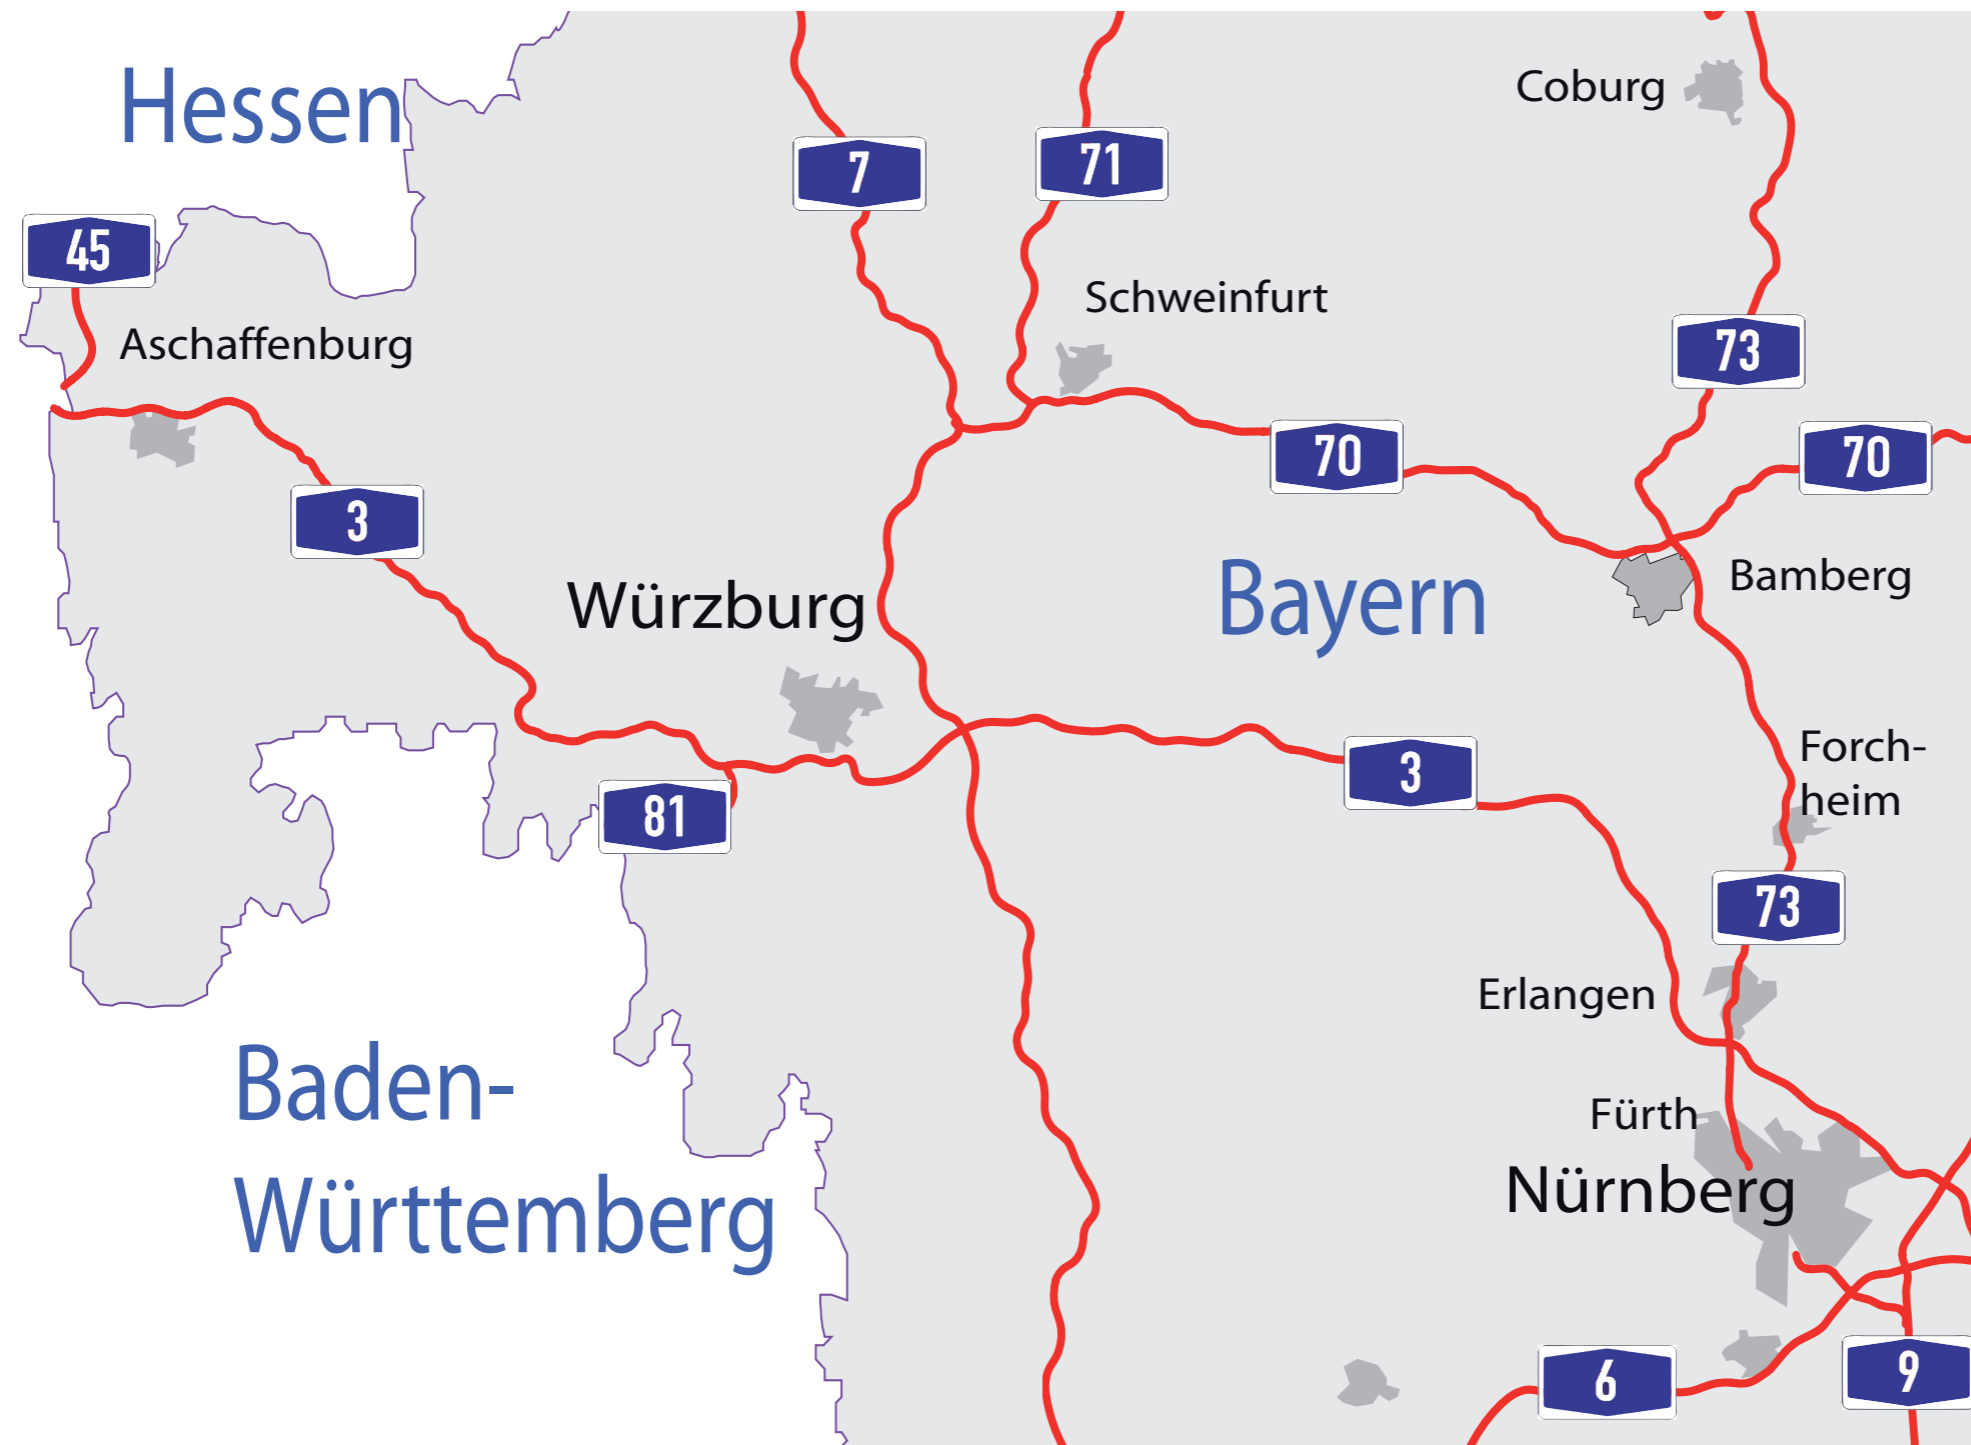 Hessen
Coburg
7
71
45
Schweinfurt
Aschaffenburg
73
70
70
3
Würzburg
Bayern
Bamberg
Forch-
heim
3
81
73
Erlangen
Baden-
Württemberg
Fürth
Nürnberg
6
9